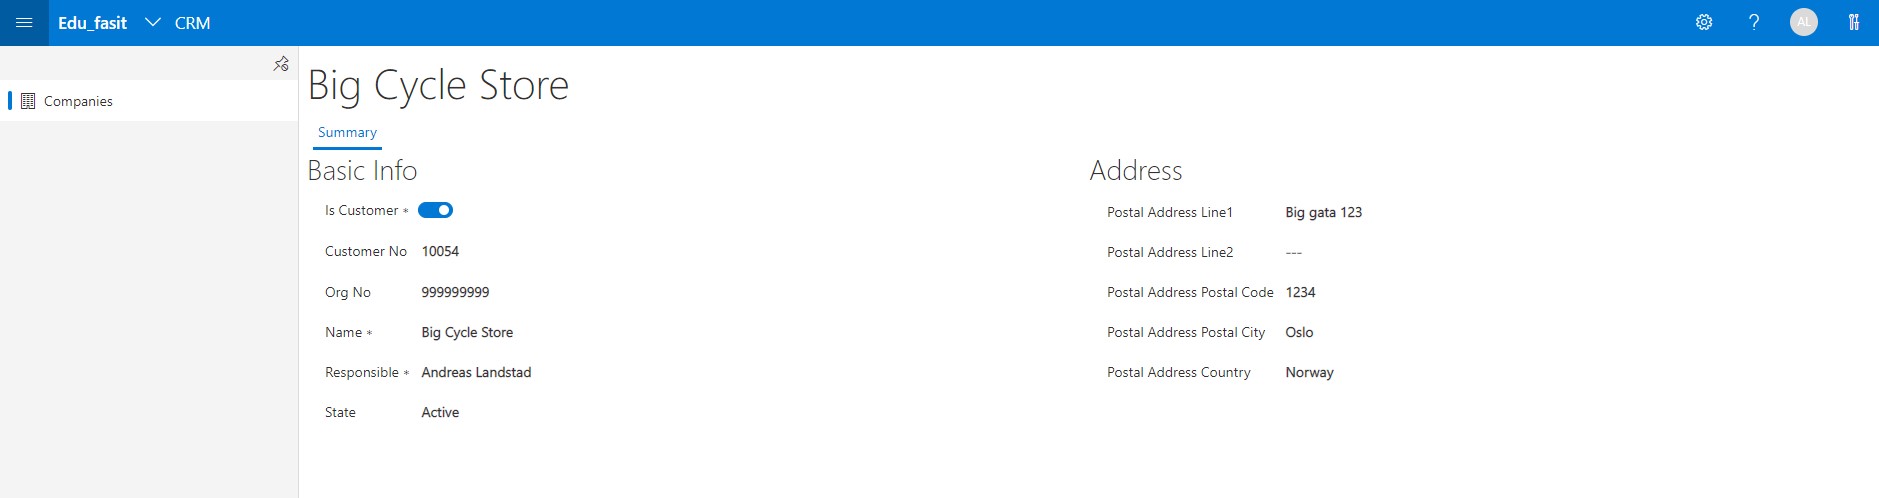 Edu_fasit CRM
AL
Companies
Big Cycle Store
Summary
Basic Info
Is Customer *
Customer No 10054
Org No 999999999
Name * Big Cycle Store
Responsible * Andreas Landstad
State Active
Address
Postal Address Line1 Big gata 123
Postal Address Line2 ---
Postal Address Postal Code 1234
Postal Address Postal City Oslo
Postal Address Country Norway